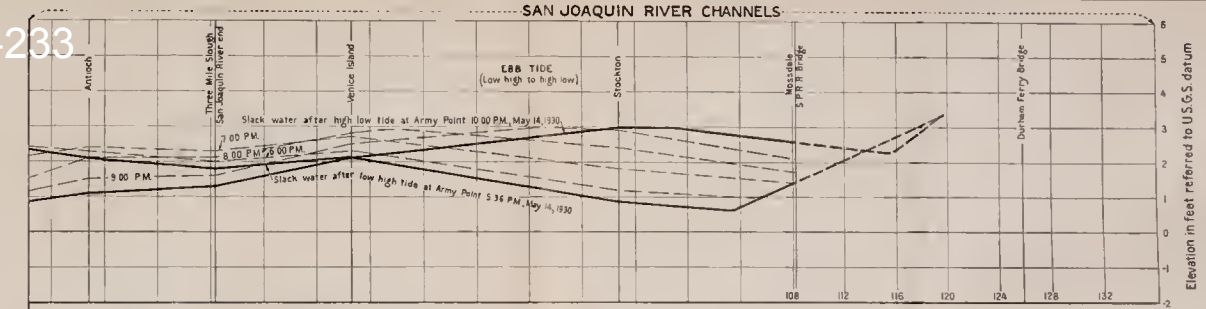 SAN JOAQUIN RIVER CHANNELS
4233
Antioch
Three Mile Slough
San Joaquin River end
Venice Island
EBB TIDE
(Low high to high low)
Stockton
Mossdale
S.P.R.R Bridge
Durham Ferry Bridge
Slack water after high low tide at Army Point 10:00 P.M., May 14, 1930
7:00 P.M.
8:00 P.M.
6:00 P.M.
9:00 P.M.
Slack water after low high tide at Army Point 5:36 P.M., May 14, 1930
6
5
4
3
2
1
0
-1
-2
Elevation in feet referred to U.S.G.S. datum
108 112 116 120 124 128 132